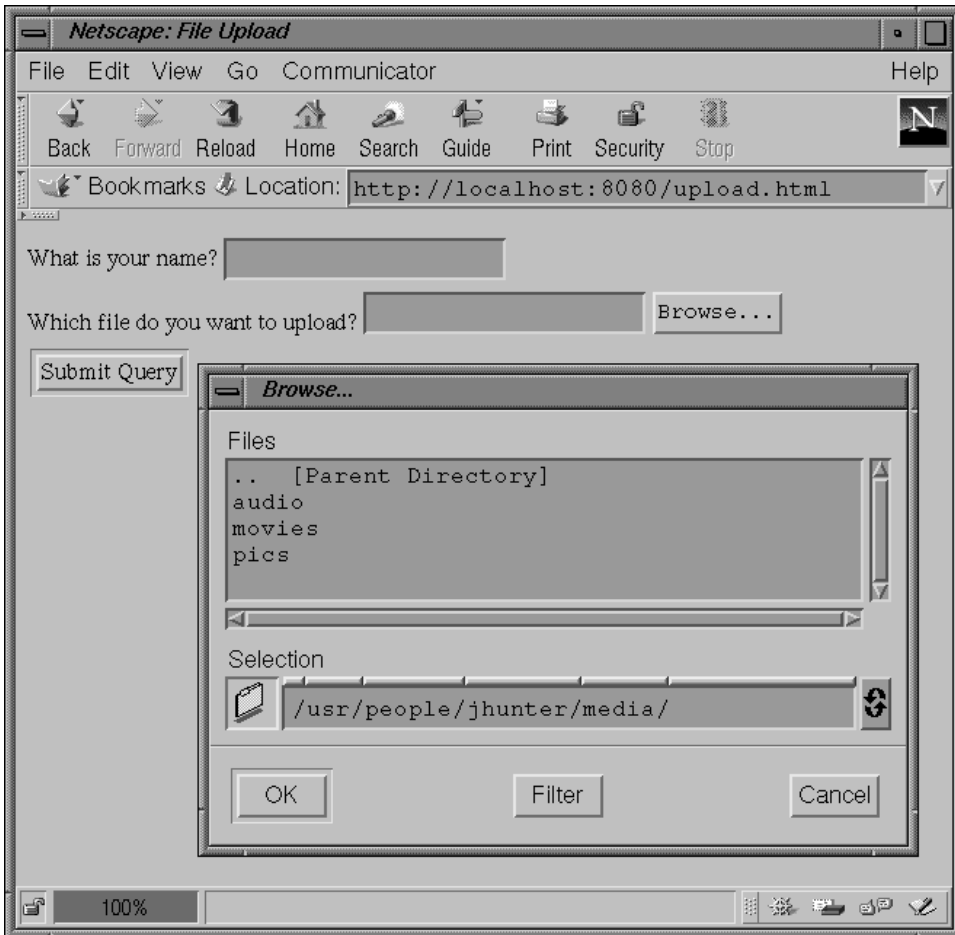 Netscape: File Upload
File Edit View Go Communicator Help
Back Forward Reload Home Search Guide Print Security Stop
N
Bookmarks Location: http://localhost:8080/upload.html
What is your name?
Which file do you want to upload? Browse...
Submit Query
Browse...
Files
.. [Parent Directory]
audio
movies
pics
Selection
/usr/people/jhunter/media/
OK Filter Cancel
100%